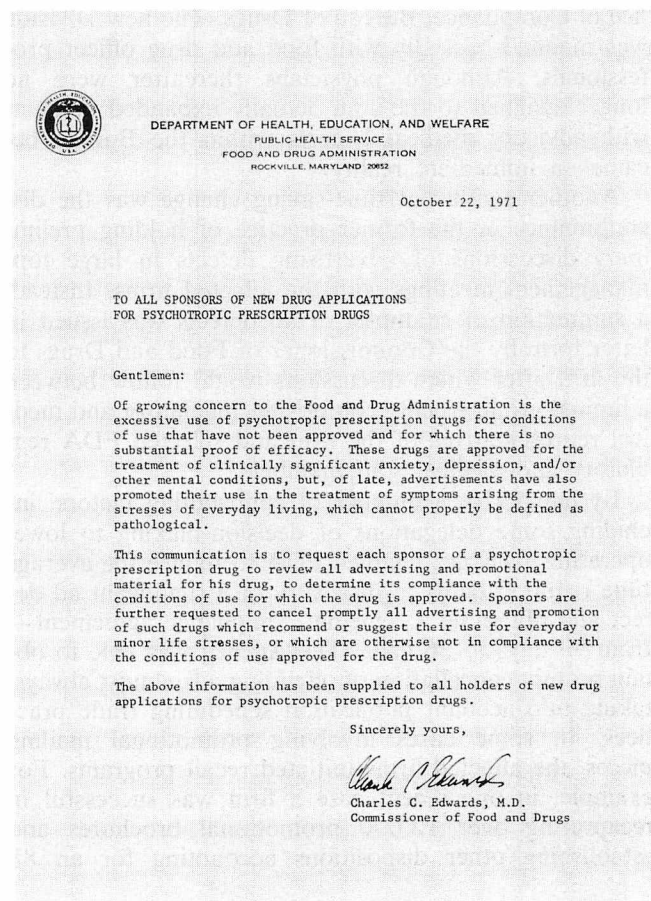 DEPARTMENT OF HEALTH, EDUCATION, AND WELFARE
PUBLIC HEALTH SERVICE
FOOD AND DRUG ADMINISTRATION
ROCKVILLE, MARYLAND 20852
October 22, 1971
TO ALL SPONSORS OF NEW DRUG APPLICATIONS
FOR PSYCHOTROPIC PRESCRIPTION DRUGS
Gentlemen:
Of growing concern to the Food and Drug Administration is the
excessive use of psychotropic prescription drugs for conditions
of use that have not been approved and for which there is no
substantial proof of efficacy. These drugs are approved for the
treatment of clinically significant anxiety, depression, and/or
other mental conditions, but, of late, advertisements have also
promoted their use in the treatment of symptoms arising from the
stresses of everyday living, which cannot properly be defined as
pathological.
This communication is to request each sponsor of a psychotropic
prescription drug to review all advertising and promotional
material for his drug, to determine its compliance with the
conditions of use for which the drug is approved. Sponsors are
further requested to cancel promptly all advertising and promotion
of such drugs which recommend or suggest their use for everyday or
minor life stresses, or which are otherwise not in compliance with
the conditions of use approved for the drug.
The above information has been supplied to all holders of new drug
applications for psychotropic prescription drugs.
Sincerely yours,
Charles C. Edwards
Charles C. Edwards, M.D.
Commissioner of Food and Drugs